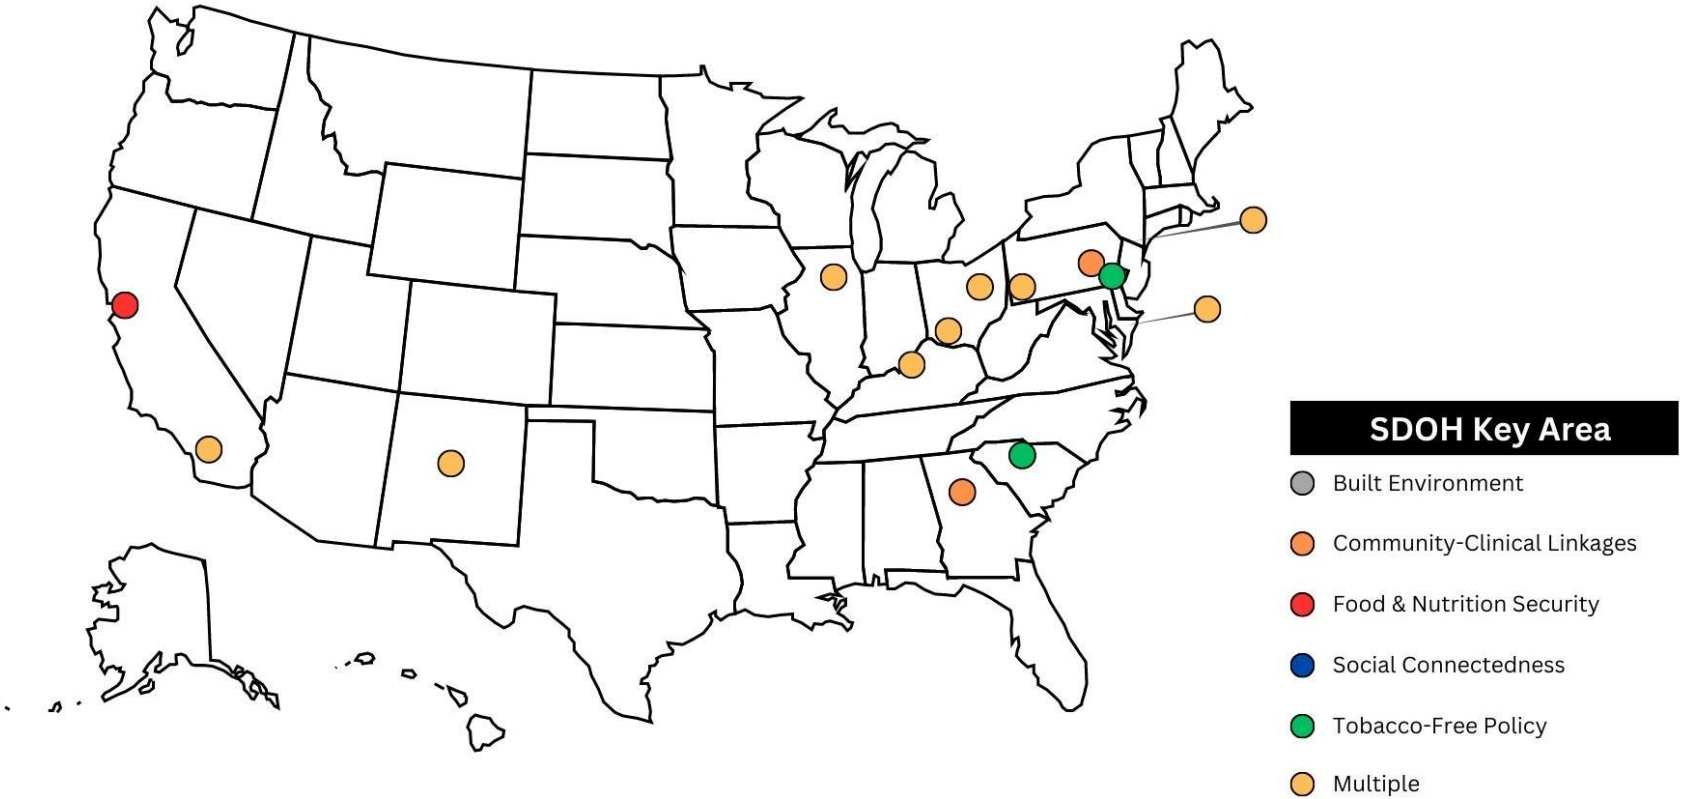 SDOH Key Area
Built Environment
Community-Clinical Linkages
Food & Nutrition Security
Social Connectedness
Tobacco-Free Policy
Multiple